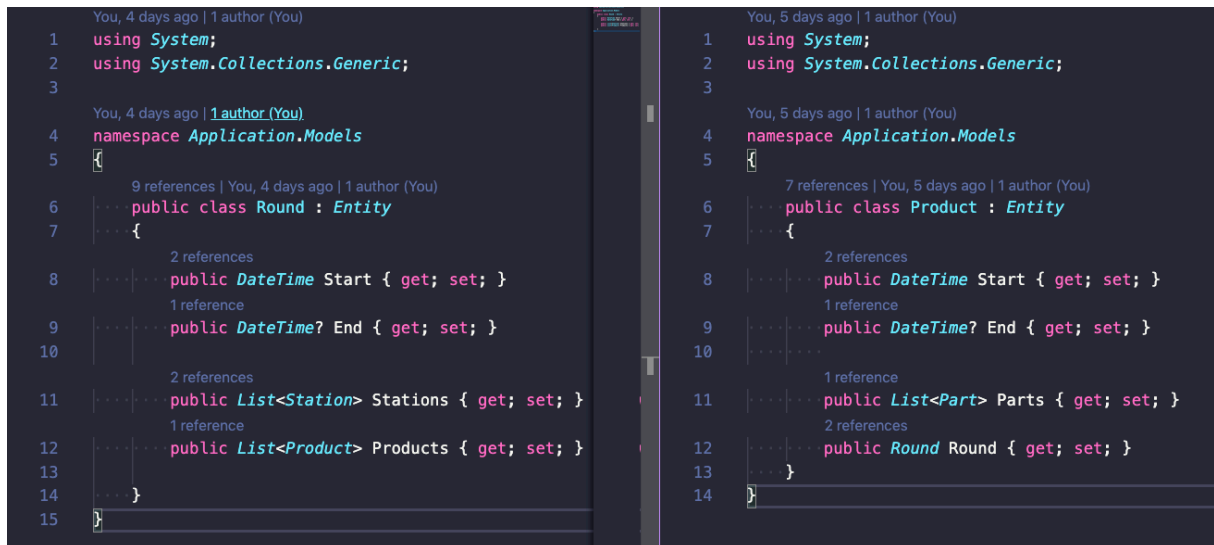 You, 4 days ago | 1 author (You)
1 using System;
2 using System.Collections.Generic;
3
You, 4 days ago | 1 author (You)
4 namespace Application.Models
5 {
9 references | You, 4 days ago | 1 author (You)
6 public class Round : Entity
7 {
2 references
8 public DateTime Start { get; set; }
1 reference
9 public DateTime? End { get; set; }
10
2 references
11 public List<Station> Stations { get; set; }
1 reference
12 public List<Product> Products { get; set; }
13
14 }
15 }
You, 5 days ago | 1 author (You)
1 using System;
2 using System.Collections.Generic;
3
You, 5 days ago | 1 author (You)
4 namespace Application.Models
5 {
7 references | You, 5 days ago | 1 author (You)
6 public class Product : Entity
7 {
2 references
8 public DateTime Start { get; set; }
1 reference
9 public DateTime? End { get; set; }
10
1 reference
11 public List<Part> Parts { get; set; }
2 references
12 public Round Round { get; set; }
13 }
14 }